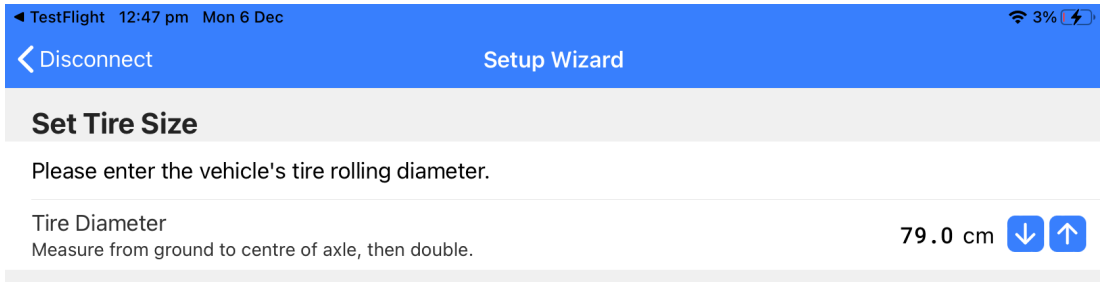 ◀ TestFlight 12:47 pm Mon 6 Dec 3%
Disconnect Setup Wizard
Set Tire Size
Please enter the vehicle's tire rolling diameter.
Tire Diameter
Measure from ground to centre of axle, then double.
79.0 cm